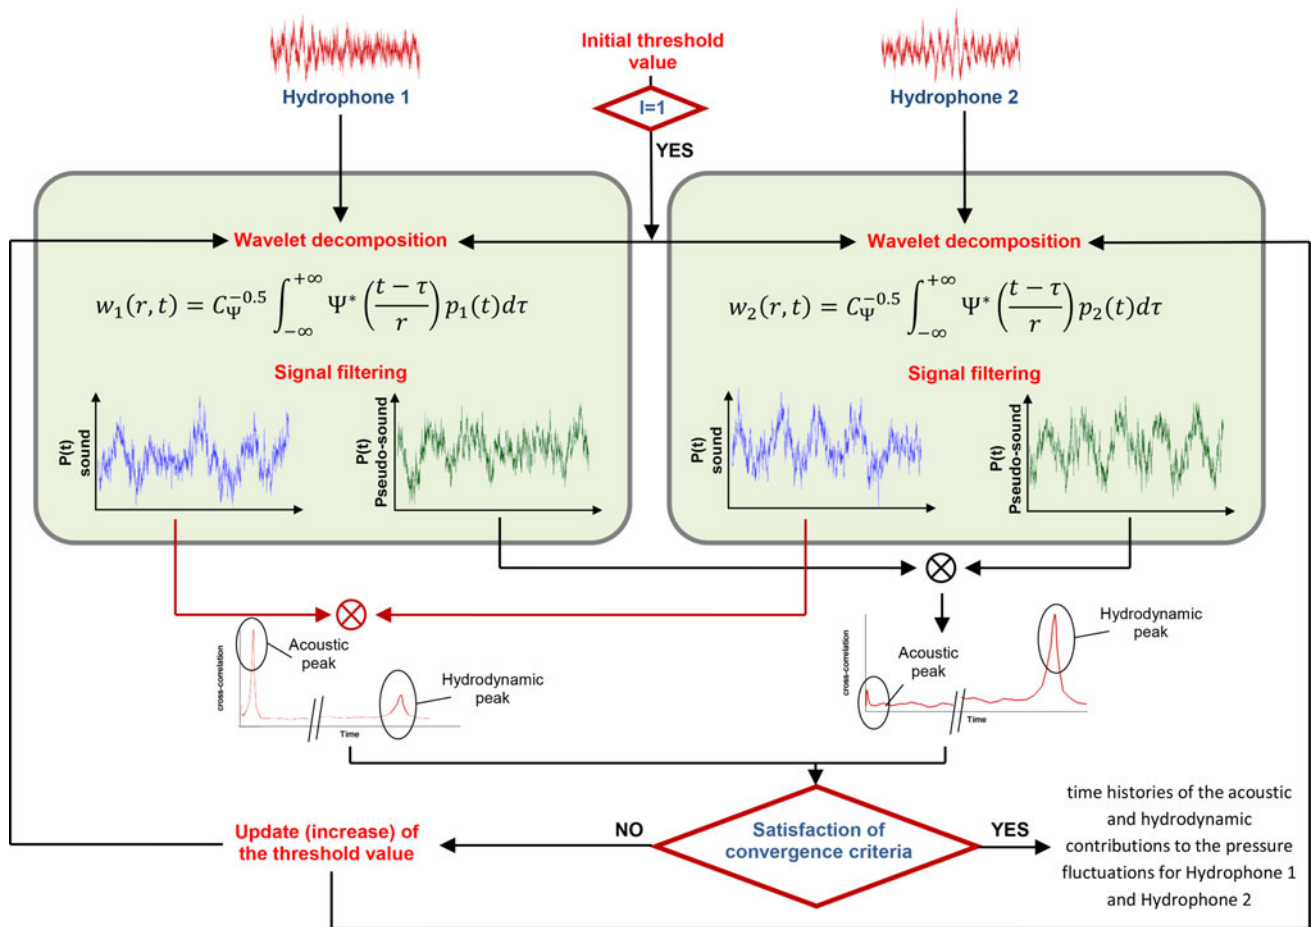 Initial threshold
value
Hydrophone 1
I=1
Hydrophone 2
YES
Wavelet decomposition
w₁(r, t) = C_Ψ^{-0.5} ∫_{-∞}^{+∞} Ψ* ((t − τ)/r) p₁(t)dτ
Signal filtering
P(t)
sound
P(t)
Pseudo-sound
Wavelet decomposition
w₂(r, t) = C_Ψ^{-0.5} ∫_{-∞}^{+∞} Ψ* ((t − τ)/r) p₂(t)dτ
Signal filtering
P(t)
sound
P(t)
Pseudo-sound
cross-correlation
Acoustic
peak
Hydrodynamic
peak
Time
cross-correlation
Acoustic
peak
Hydrodynamic
peak
Time
Update (increase) of
the threshold value
NO
Satisfaction of
convergence criteria
YES
time histories of the acoustic
and hydrodynamic
contributions to the pressure
fluctuations for Hydrophone 1
and Hydrophone 2